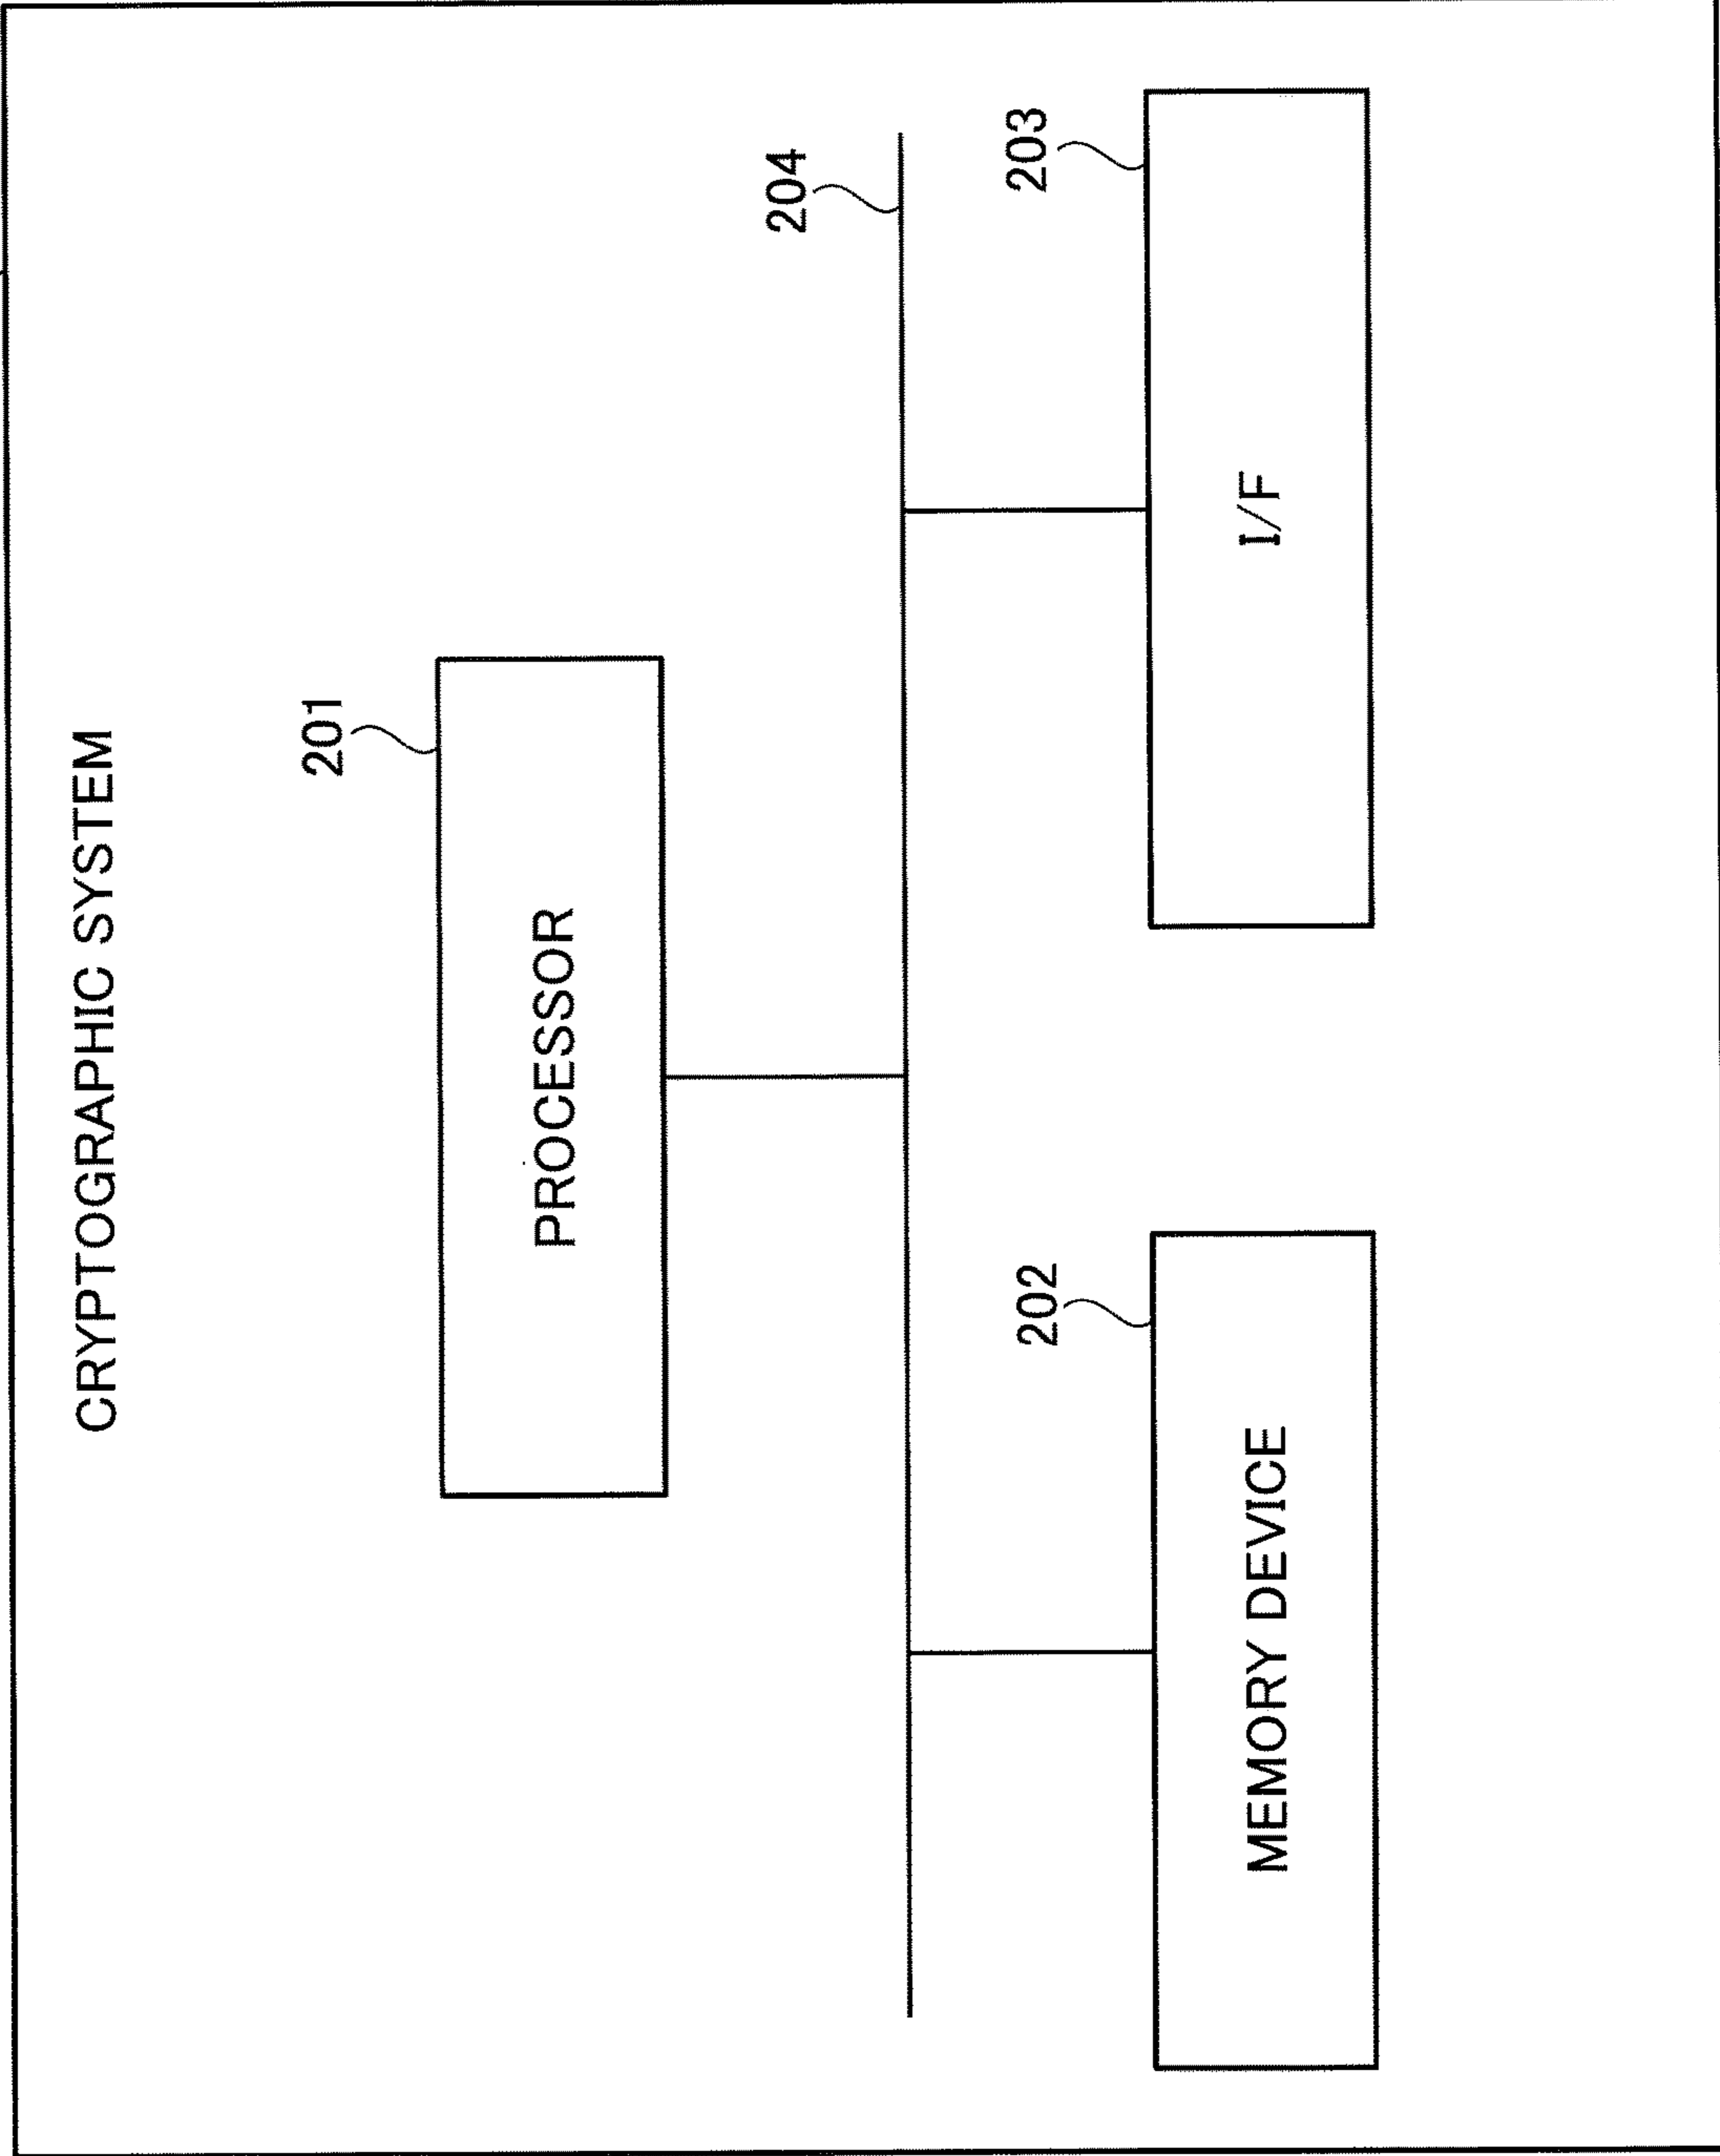 CRYPTOGRAPHIC SYSTEM
201
PROCESSOR
204
202
203
MEMORY DEVICE
I/F